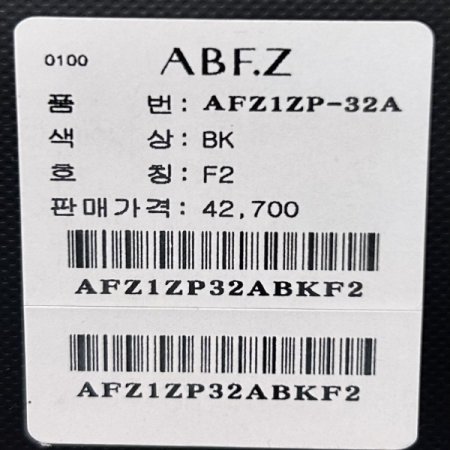 0100 ABF.Z
품 번: AFZ1ZP-32A
색 상: BK
호 칭: F2
판매가격: 42,700
AFZ1ZP32ABKF2
AFZ1ZP32ABKF2